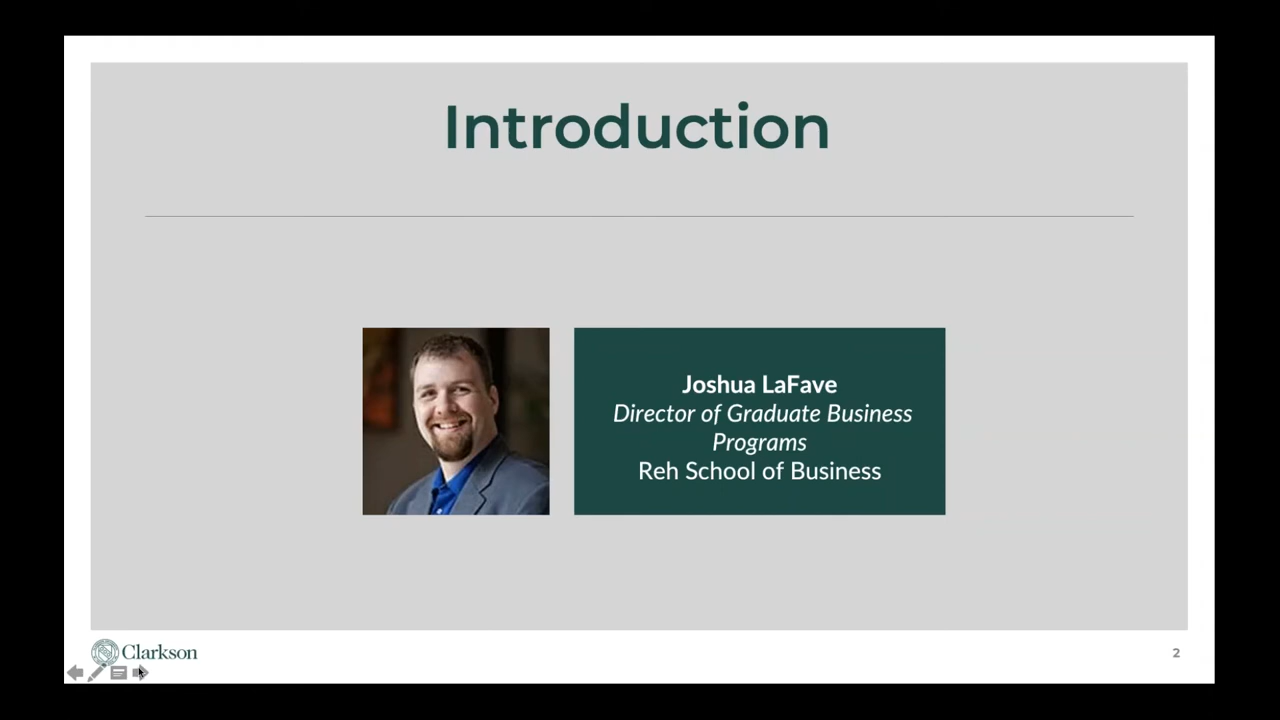 Introduction
Joshua LaFave
Director of Graduate Business
Programs
Reh School of Business
Clarkson
2